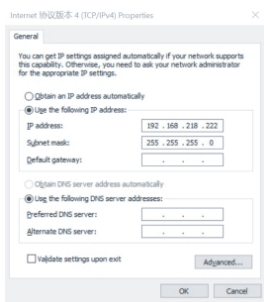 Internet 协议版本 4 (TCP/IPv4) Properties
General
You can get IP settings assigned automatically if your network supports
this capability. Otherwise, you need to ask your network administrator
for the appropriate IP settings.
Obtain an IP address automatically
Use the following IP address:
IP address: 192 . 168 . 218 . 222
Subnet mask: 255 . 255 . 255 . 0
Default gateway: . . .
Obtain DNS server address automatically
Use the following DNS server addresses:
Preferred DNS server: . . .
Alternate DNS server: . . .
Validate settings upon exit
Advanced...
OK Cancel